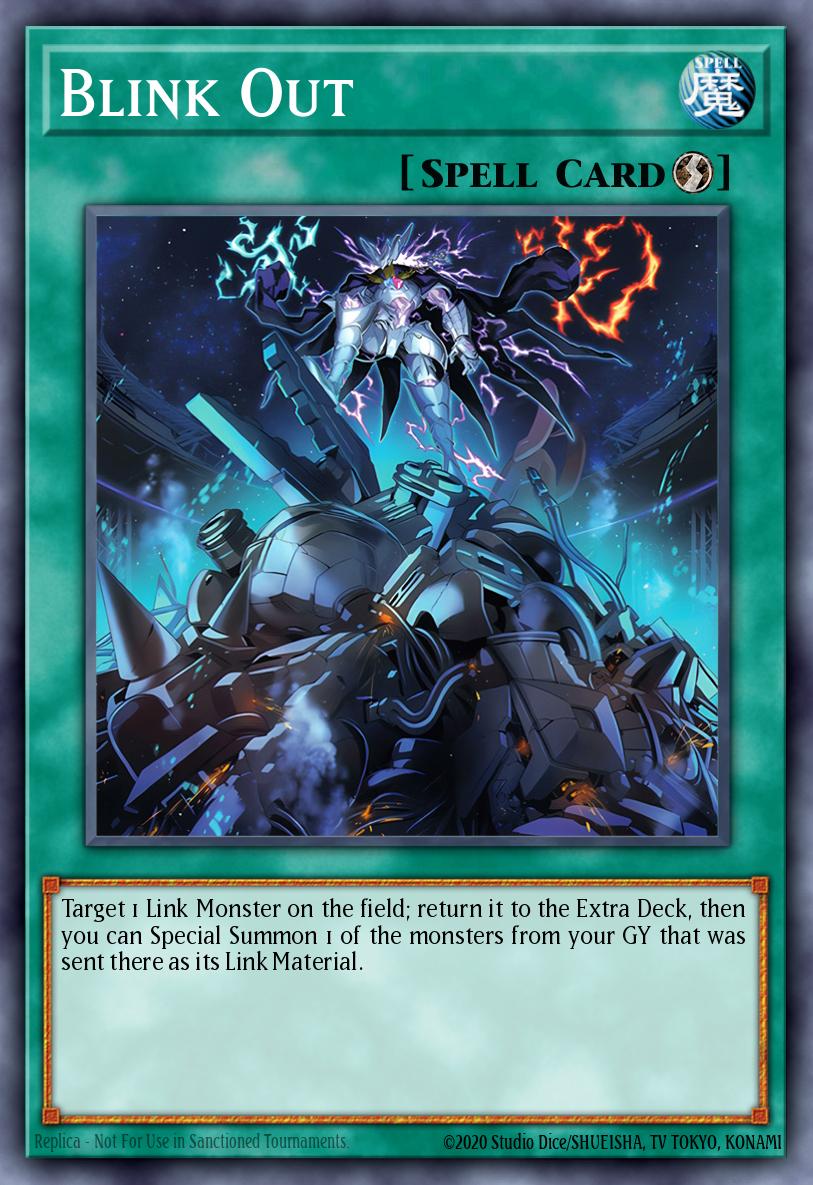 Blink Out
SPELL
魔
[Spell Card]
Target 1 Link Monster on the field; return it to the Extra Deck, then
you can Special Summon 1 of the monsters from your GY that was
sent there as its Link Material.
Replica - Not For Use in Sanctioned Tournaments.
©2020 Studio Dice/SHUEISHA, TV TOKYO, KONAMI